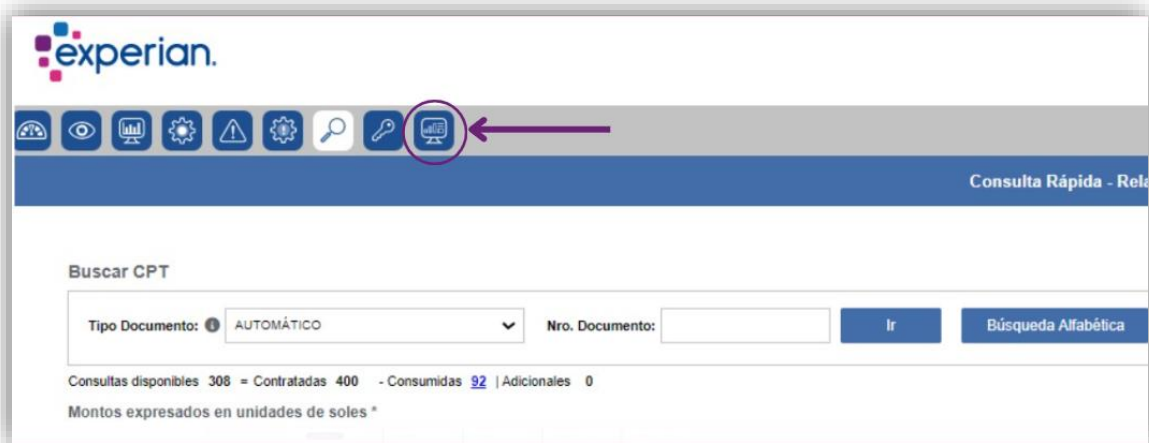 experian.
Consulta Rápida - Rela
Buscar CPT
Tipo Documento: AUTOMÁTICO Nro. Documento: Ir Búsqueda Alfabética
Consultas disponibles 308 = Contratadas 400 - Consumidas 92 | Adicionales 0
Montos expresados en unidades de soles *